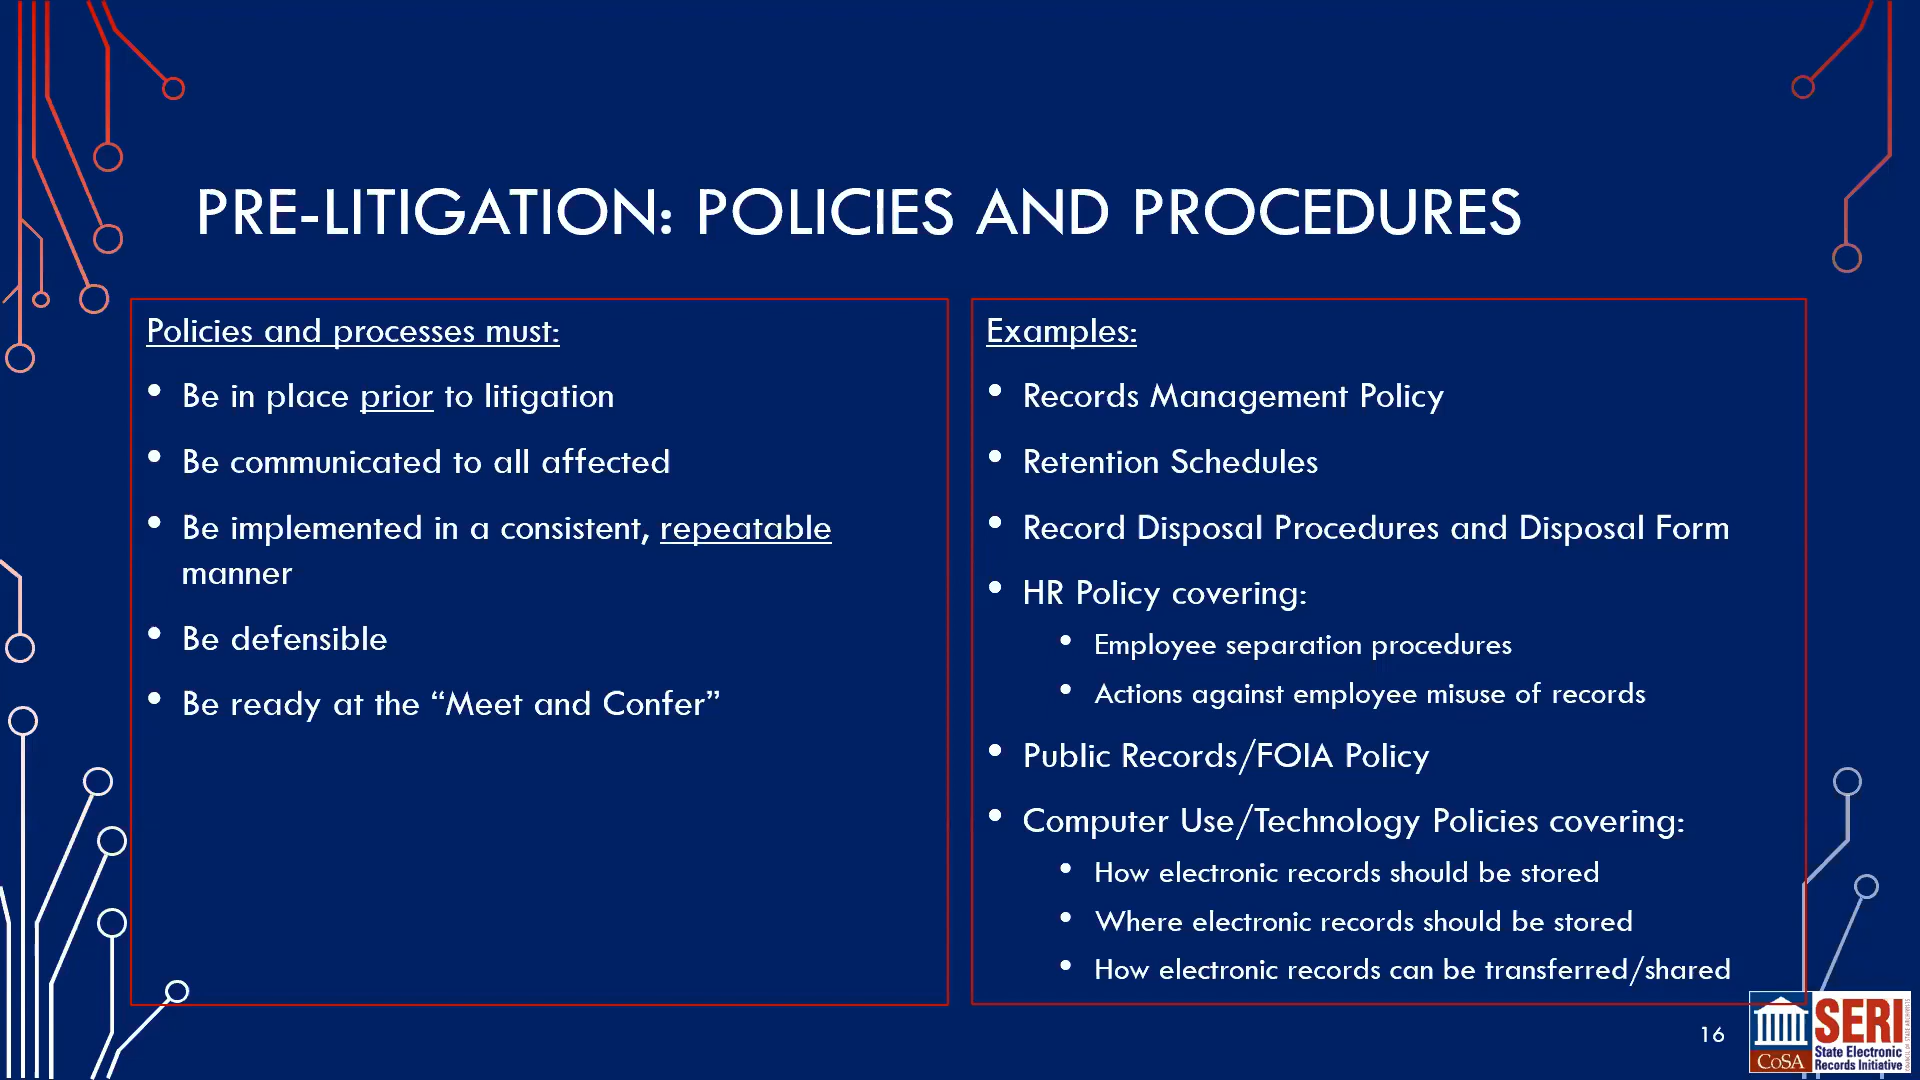 PRE-LITIGATION: POLICIES AND PROCEDURES
Policies and processes must:
• Be in place prior to litigation
• Be communicated to all affected
• Be implemented in a consistent, repeatable
manner
• Be defensible
• Be ready at the “Meet and Confer”
Examples:
• Records Management Policy
• Retention Schedules
• Record Disposal Procedures and Disposal Form
• HR Policy covering:
• Employee separation procedures
• Actions against employee misuse of records
• Public Records/FOIA Policy
• Computer Use/Technology Policies covering:
• How electronic records should be stored
• Where electronic records should be stored
• How electronic records can be transferred/shared
16
CoSA
SERI
State Electronic
Records Initiative